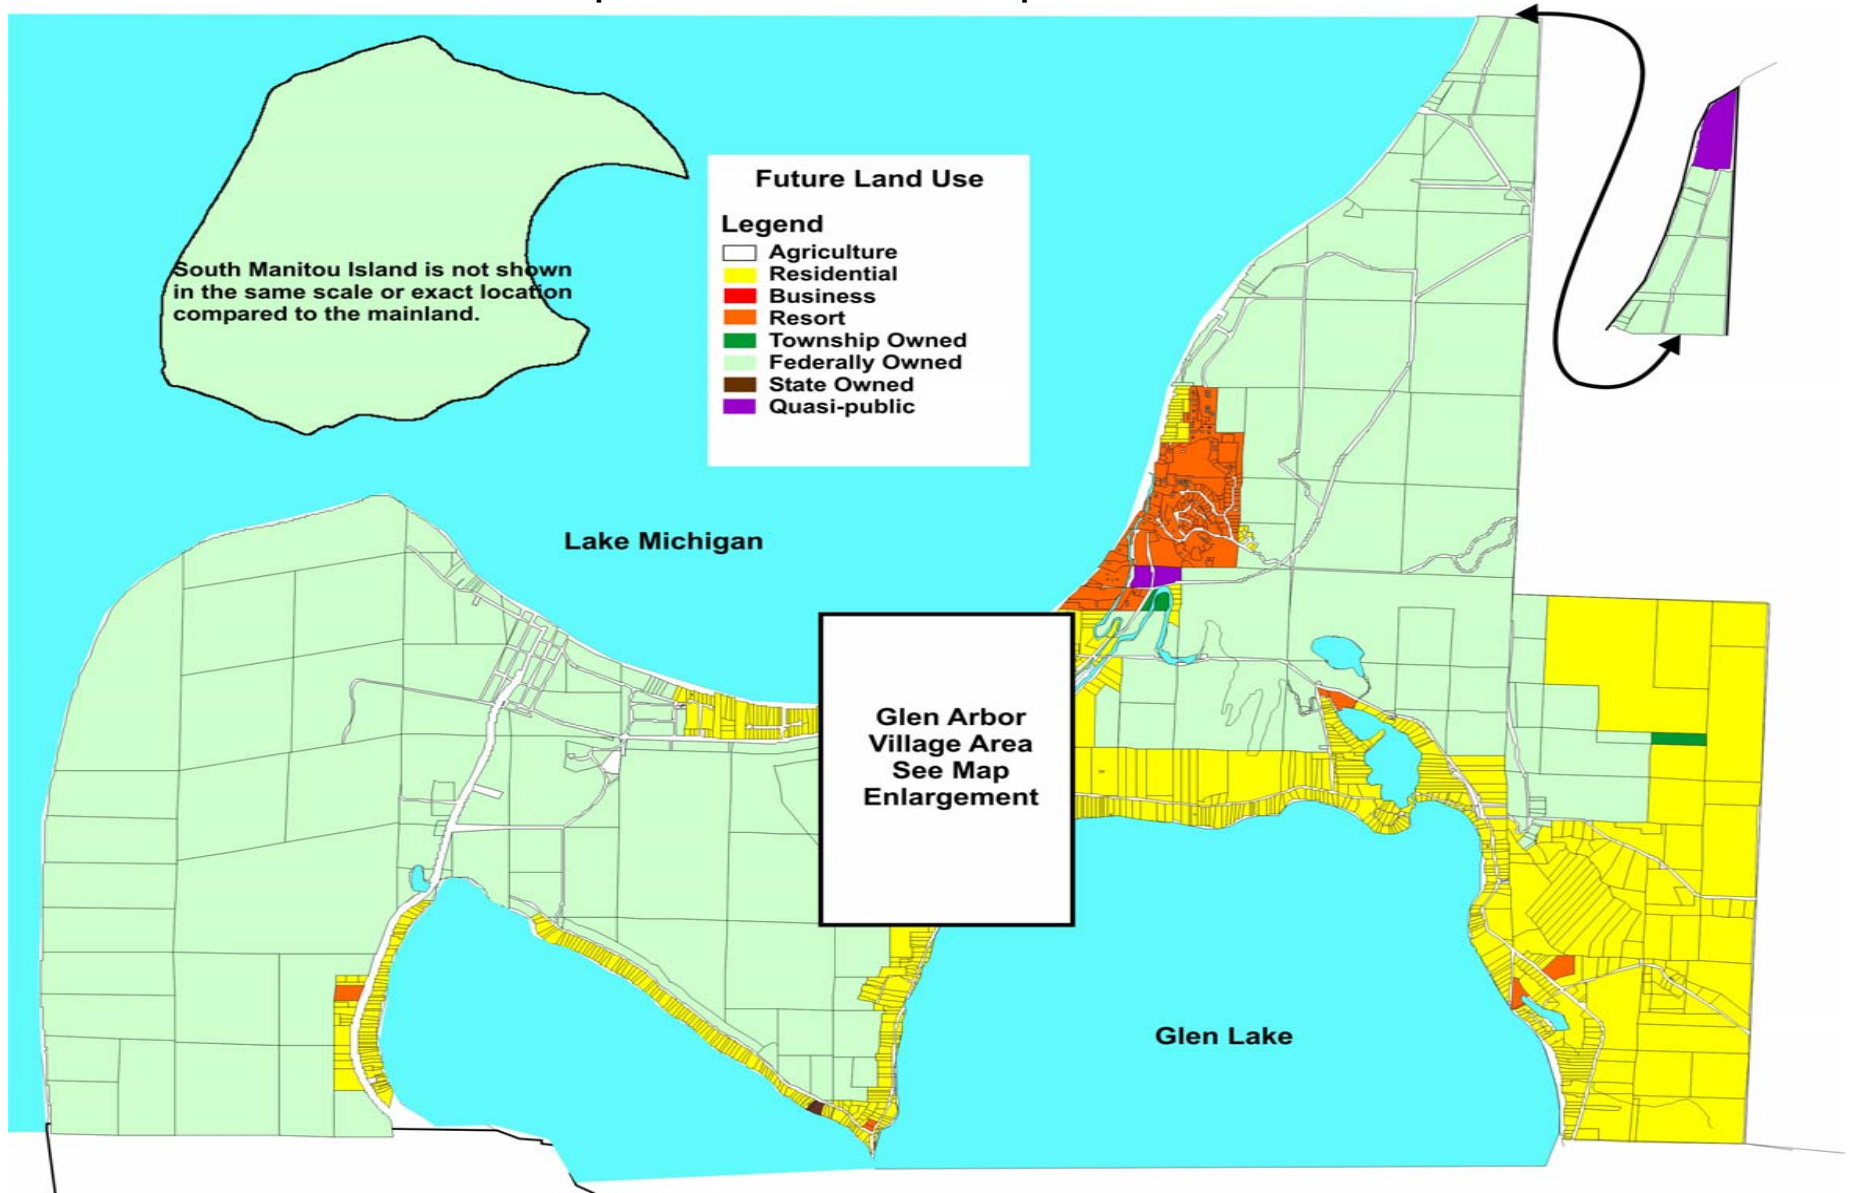 Future Land Use
Legend
Agriculture
Residential
Business
Resort
Township Owned
Federally Owned
State Owned
Quasi-public
South Manitou Island is not shown
in the same scale or exact location
compared to the mainland.
Lake Michigan
Glen Arbor
Village Area
See Map
Enlargement
Glen Lake